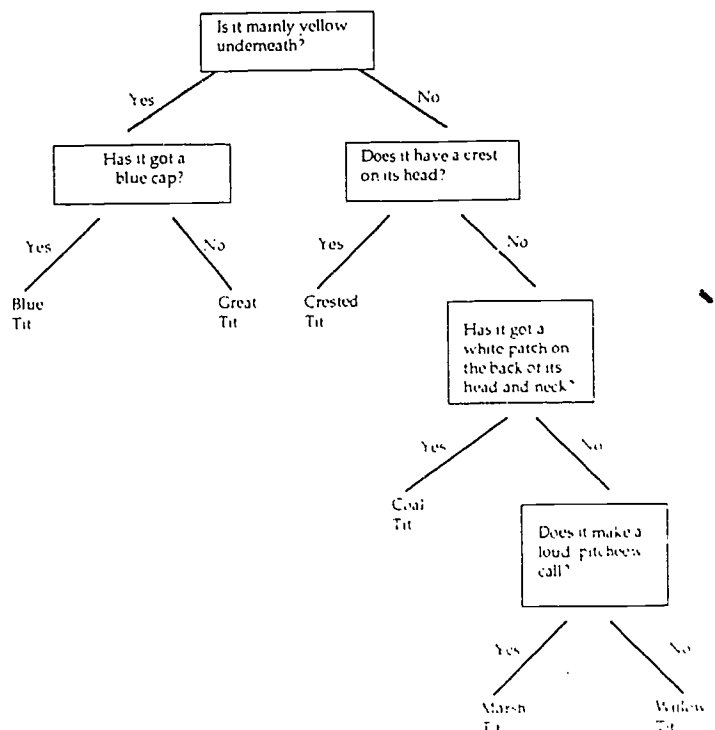 Is it mainly yellow
underneath?
Yes
No
Has it got a
blue cap?
Does it have a crest
on its head?
Yes
No
Yes
No
Blue
Tit
Great
Tit
Crested
Tit
Has it got a
white patch on
the back of its
head and neck?
Yes
No
Coal
Tit
Does it make a
loud pitcheew
call?
Yes
No
Marsh
Tit
Willow
Tit